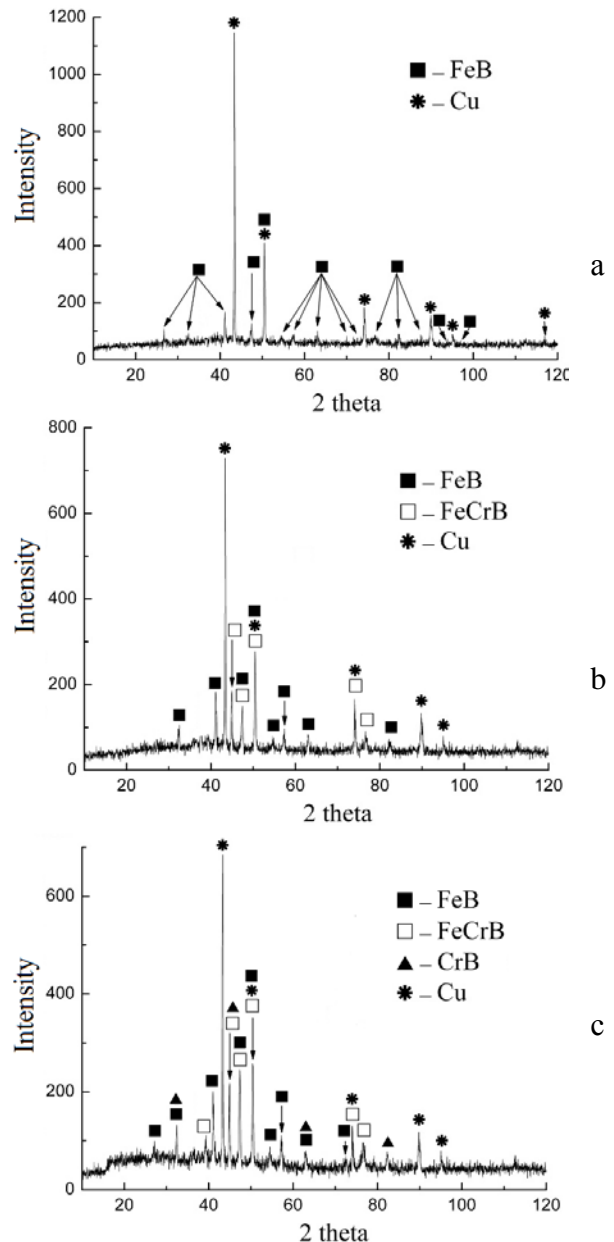 1200
1000
800
600
400
200
0
Intensity
20 40 60 80 100 120
2 theta
■ – FeB
✱ – Cu
a
800
600
400
200
0
Intensity
20 40 60 80 100 120
2 theta
■ – FeB
□ – FeCrB
✱ – Cu
b
600
400
200
0
Intensity
20 40 60 80 100 120
2 theta
■ – FeB
□ – FeCrB
▲ – CrB
✱ – Cu
c